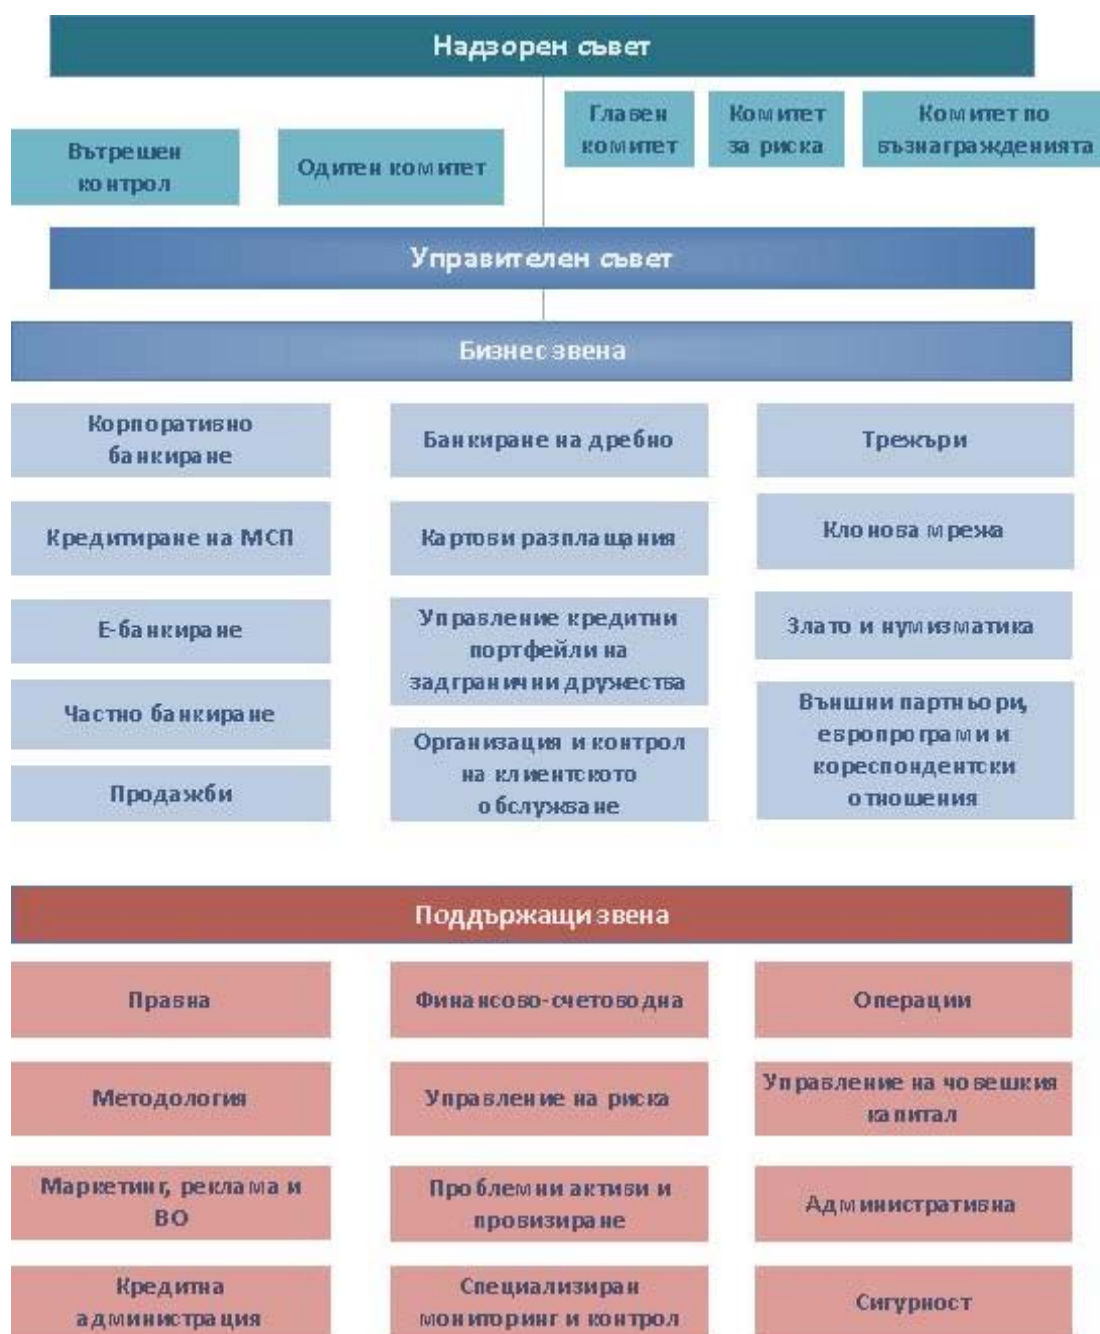 Надзорен съвет
Вътрешен
контрол
Одитен комитет
Главен
комитет
Комитет
за риска
Комитет по
възнагражденията
Управителен съвет
Бизнес звена
Корпоративно
банкиране
Банкиране на дребно
Трежъри
Кредитиране на МСП
Картови разплащания
Клонова мрежа
Е-банкиране
Управление кредитни
портфейли на
задгранични дружества
Злато и нумизматика
Частно банкиране
Организация и контрол
на клиентското
обслужване
Външни партньори,
европрограми и
кореспондентски
отношения
Продажби
Поддържащи звена
Правна
Финансово-счетоводна
Операции
Методология
Управление на риска
Управление на човешкия
капитал
Маркетинг, реклама и
ВО
Проблемни активи и
провизиране
Административна
Кредитна
администрация
Специализиран
мониторинг и контрол
Сигурност